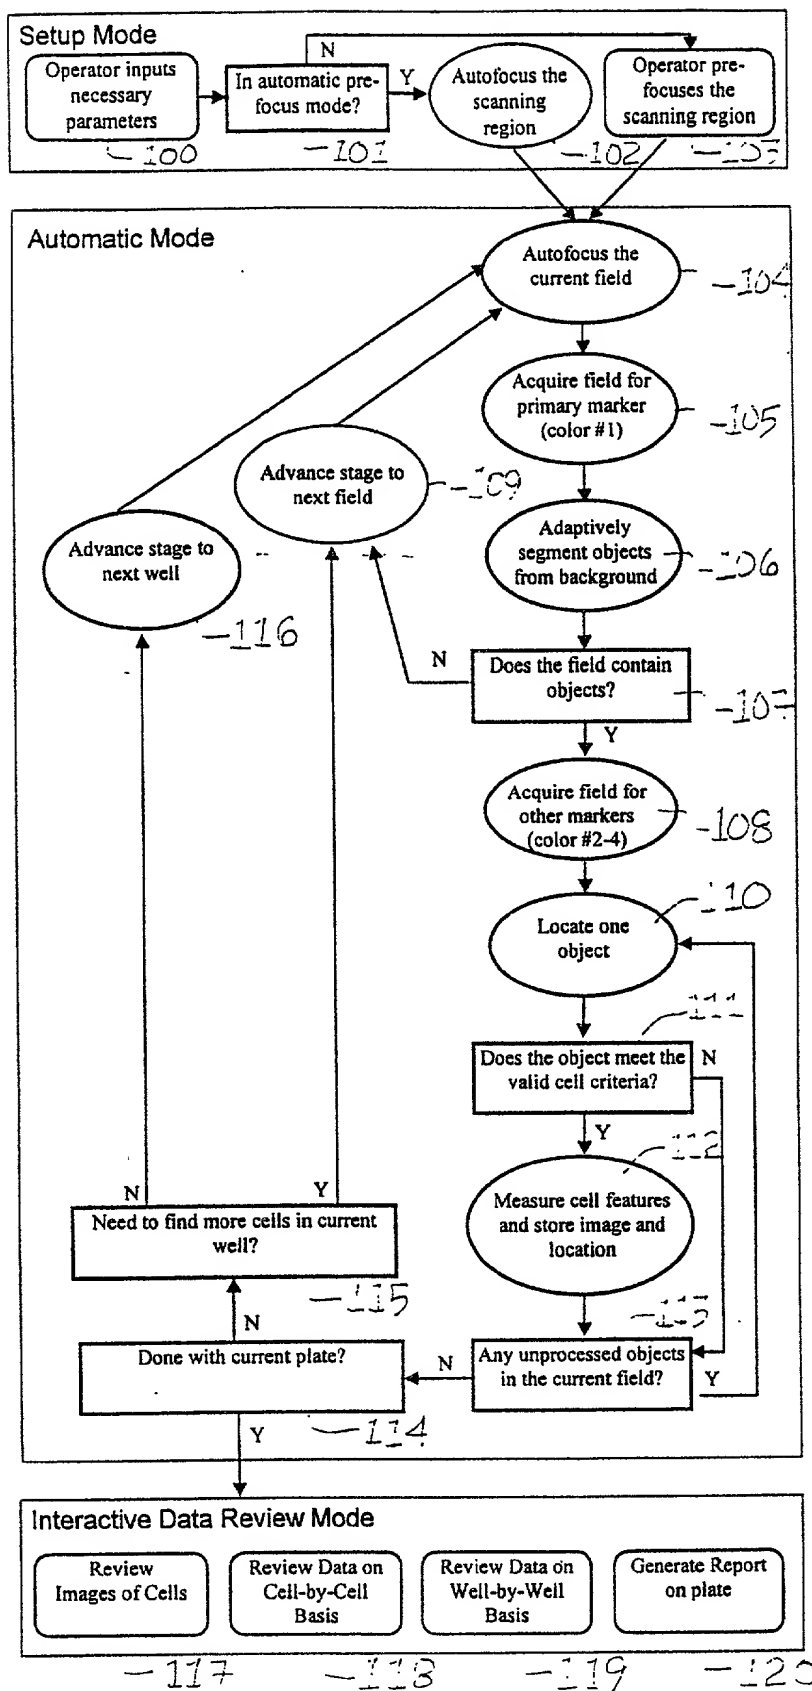 Setup Mode
Operator inputs
necessary
parameters
-100
N
In automatic pre-
focus mode?
-101
Y
Autofocus the
scanning
region
-102
Operator pre-
focuses the
scanning region
-103
Automatic Mode
Autofocus the
current field
-104
Acquire field for
primary marker
(color #1)
-105
Advance stage to
next field
-109
Adaptively
segment objects
from background
-106
Advance stage to
next well
-116
N
Does the field contain
objects?
-107
Y
Acquire field for
other markers
(color #2-4)
-108
110
Locate one
object
111
Does the object meet the
valid cell criteria?
N
Y
112
Measure cell features
and store image and
location
N
Y
Need to find more cells in current
well?
-115
-113
N
Done with current plate?
N
Any unprocessed objects
in the current field?
Y
-114
Y
Interactive Data Review Mode
Review
Images of Cells
Review Data on
Cell-by-Cell
Basis
Review Data on
Well-by-Well
Basis
Generate Report
on plate
-117
-118
-119
-120